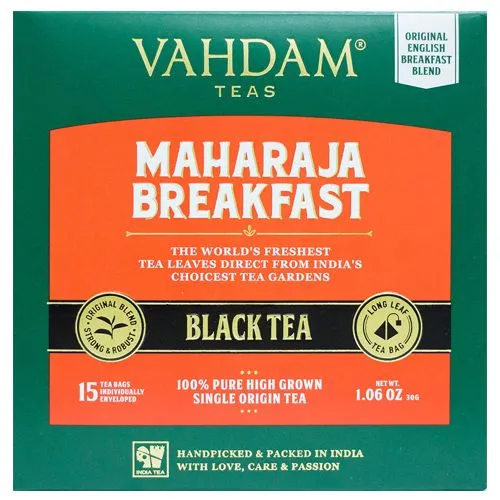 VAHDAM®
TEAS
ORIGINAL
ENGLISH
BREAKFAST
BLEND
MAHARAJA
BREAKFAST
THE WORLD'S FRESHEST
TEA LEAVES DIRECT FROM INDIA'S
CHOICEST TEA GARDENS
ORIGINAL BLEND
STRONG & ROBUST
BLACK TEA
LONG LEAF
TEA BAG
15 TEA BAGS
INDIVIDUALLY
ENVELOPED
100% PURE HIGH GROWN
SINGLE ORIGIN TEA
NET WT.
1.06 OZ 30G
INDIA TEA
HANDPICKED & PACKED IN INDIA
WITH LOVE, CARE & PASSION